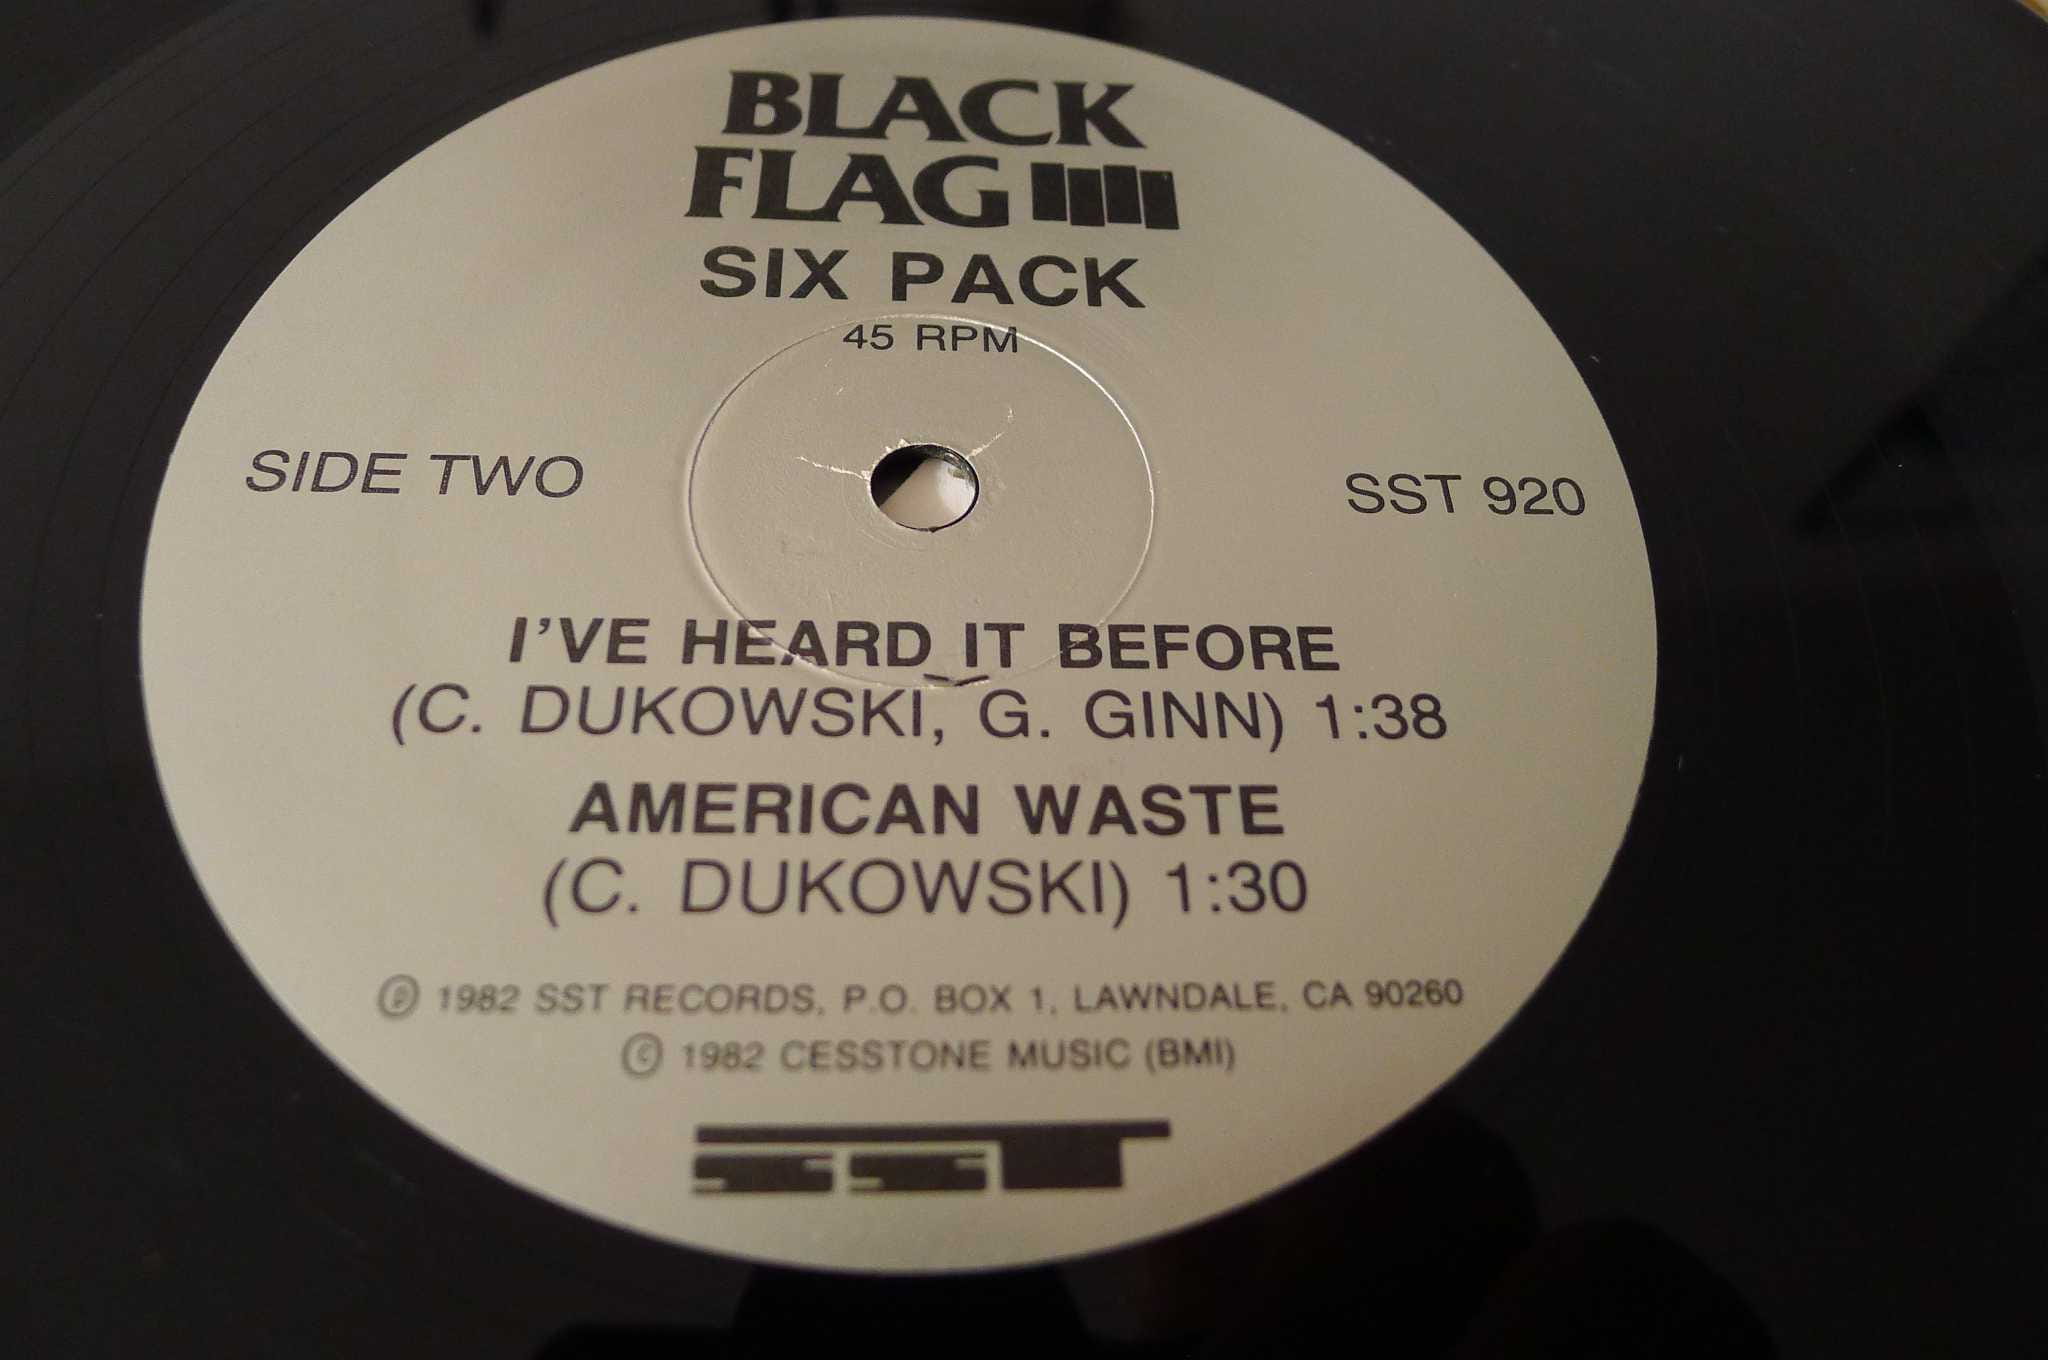 BLACK
FLAG
SIX PACK
45 RPM
SIDE TWO
SST 920
I'VE HEARD IT BEFORE
(C. DUKOWSKI, G. GINN) 1:38
AMERICAN WASTE
(C. DUKOWSKI) 1:30
Ⓟ 1982 SST RECORDS, P.O. BOX 1, LAWNDALE, CA 90260
© 1982 CESSTONE MUSIC (BMI)
SST